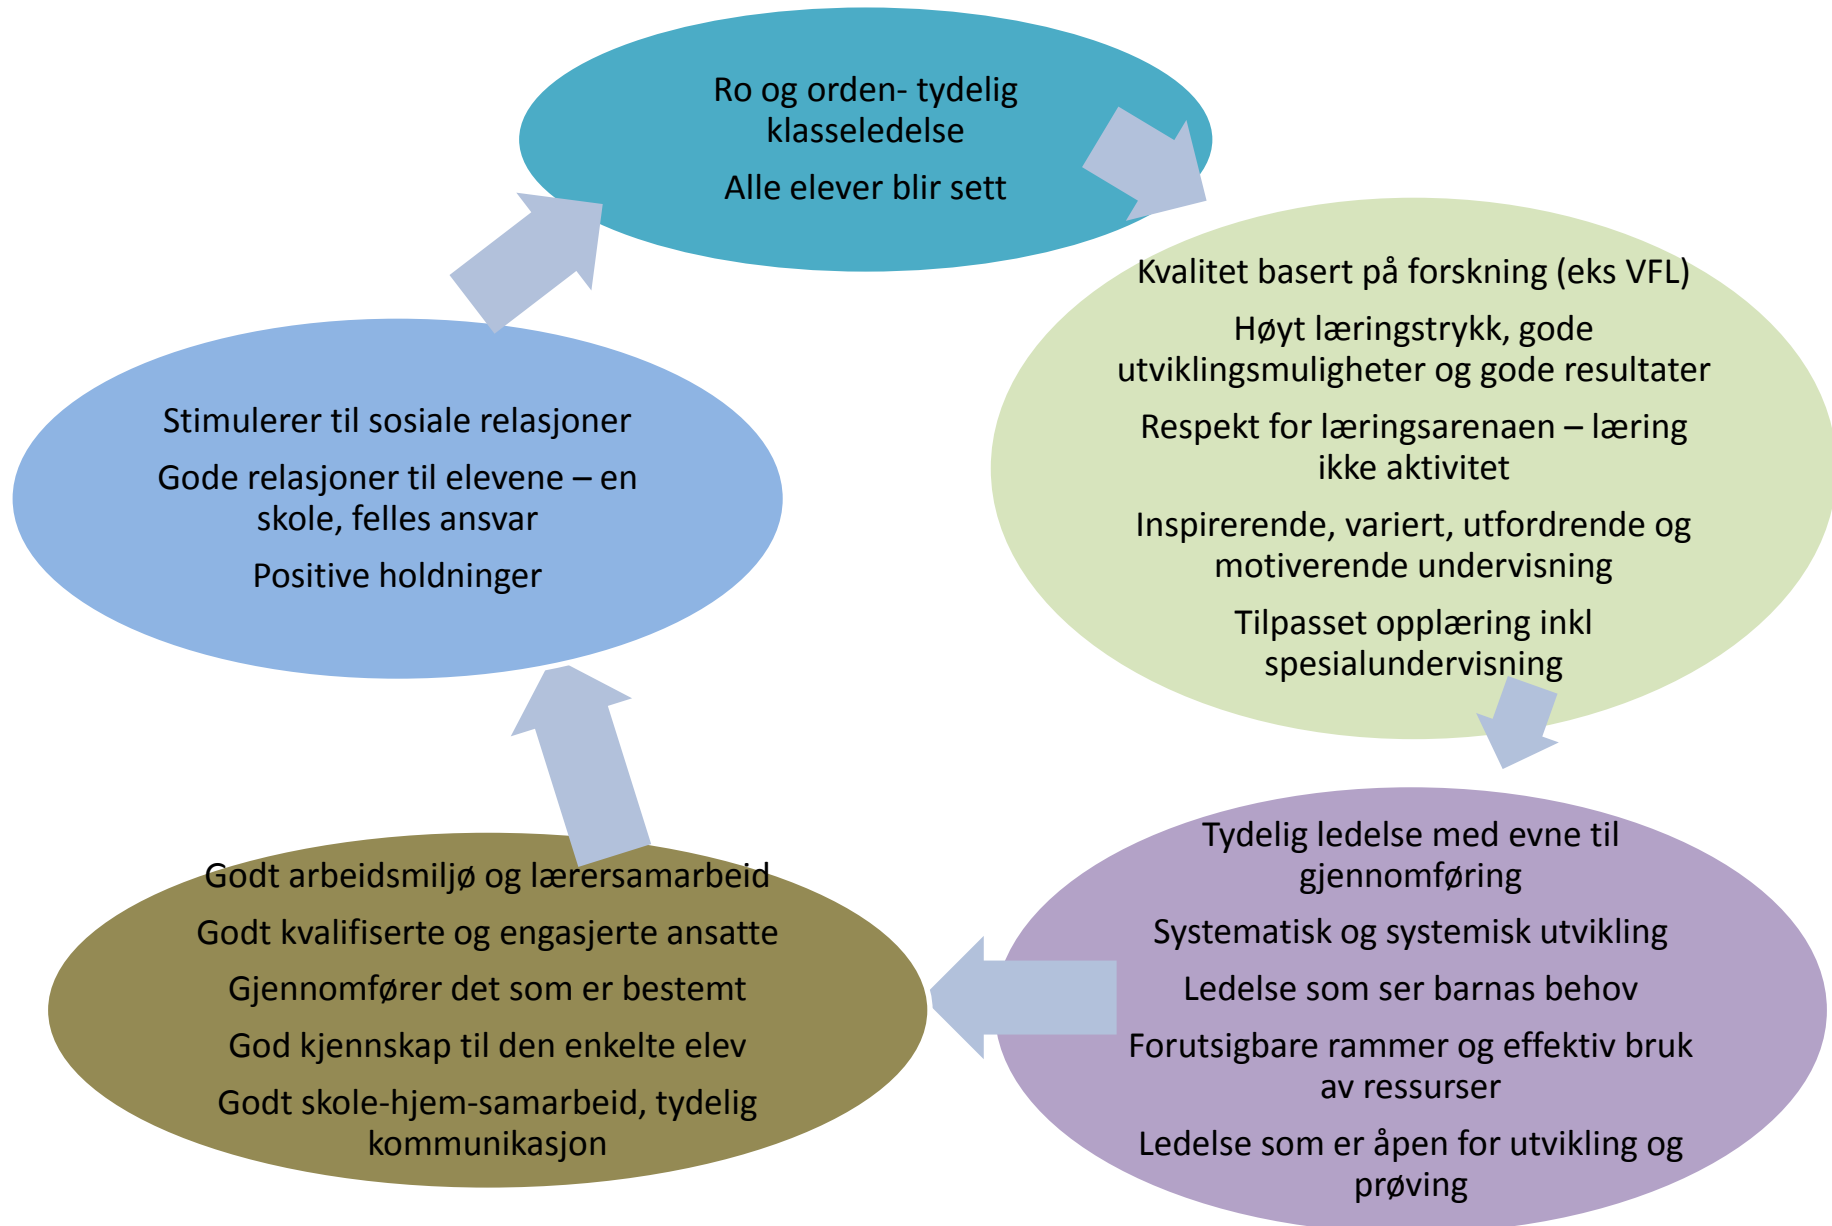 Ro og orden- tydelig
klasseledelse
Alle elever blir sett
Kvalitet basert på forskning (eks VFL)
Høyt læringstrykk, gode
utviklingsmuligheter og gode resultater
Respekt for læringsarenaen – læring
ikke aktivitet
Inspirerende, variert, utfordrende og
motiverende undervisning
Tilpasset opplæring inkl
spesialundervisning
Tydelig ledelse med evne til
gjennomføring
Systematisk og systemisk utvikling
Ledelse som ser barnas behov
Forutsigbare rammer og effektiv bruk
av ressurser
Ledelse som er åpen for utvikling og
prøving
Godt arbeidsmiljø og lærersamarbeid
Godt kvalifiserte og engasjerte ansatte
Gjennomfører det som er bestemt
God kjennskap til den enkelte elev
Godt skole-hjem-samarbeid, tydelig
kommunikasjon
Stimulerer til sosiale relasjoner
Gode relasjoner til elevene – en
skole, felles ansvar
Positive holdninger